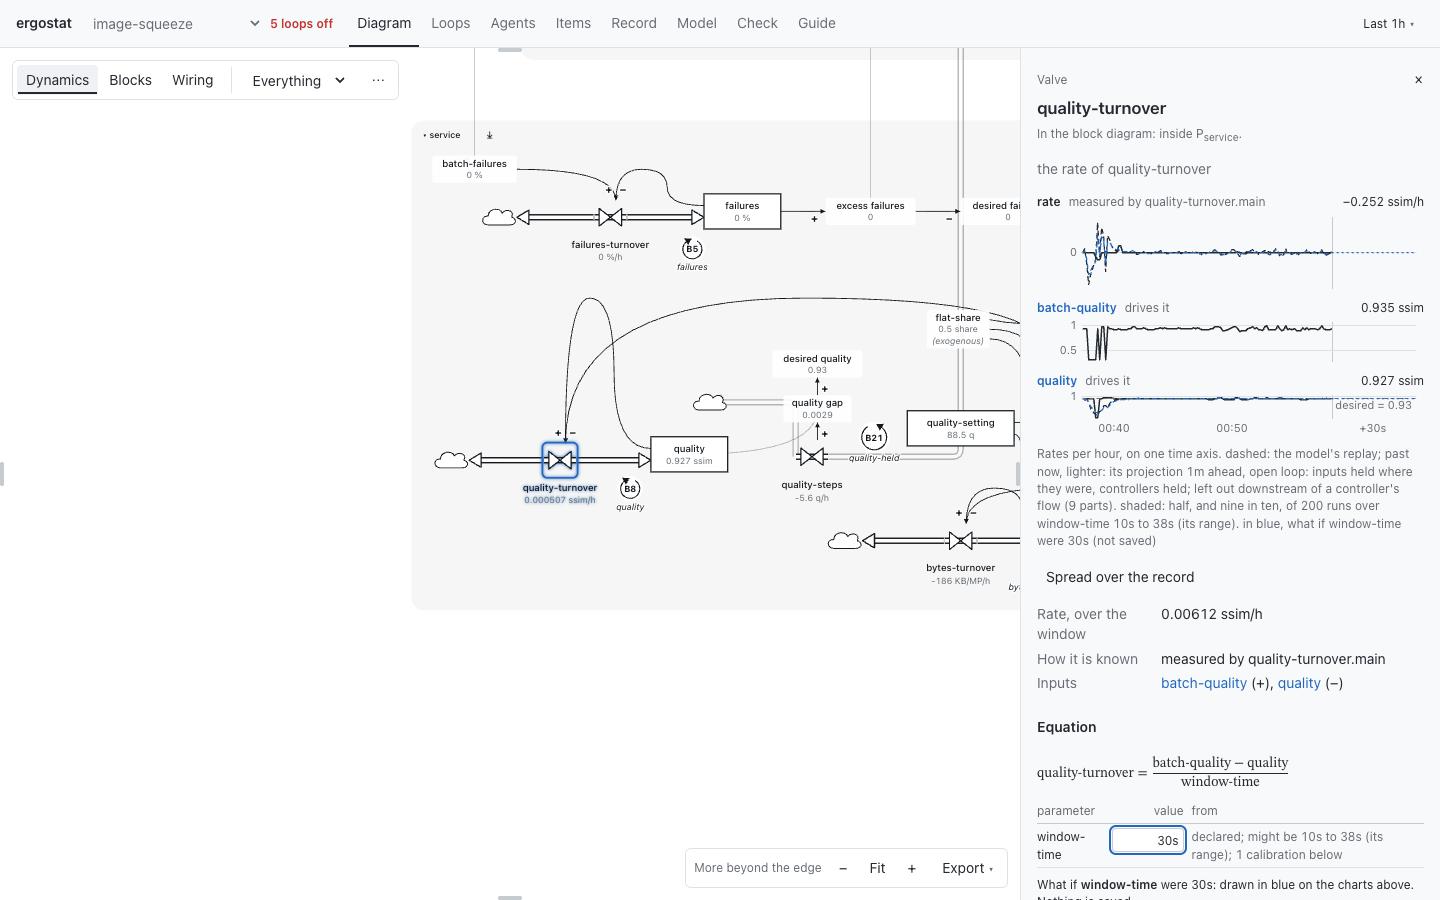 ergostat image-squeeze 5 loops off Diagram Loops Agents Items Record Model Check Guide Last 1h
Dynamics Blocks Wiring Everything ...
service
batch-failures
0 %
+ −
failures
0 %
excess failures
0
desired fai
0
+
−
failures-turnover
0 %/h
B5
failures
flat-share
0.5 share
(exogenous)
desired quality
0.93
+
quality gap
0.0029
+
quality-setting
88.5 q
B21
quality-held
+ −
quality
0.927 ssim
quality-turnover
0.000507 ssim/h
B8
quality
quality-steps
-5.6 q/h
+ −
bytes-turnover
-186 KB/MP/h
by
More beyond the edge − Fit + Export
Valve ×
quality-turnover
In the block diagram: inside Pservice.
the rate of quality-turnover
rate measured by quality-turnover.main −0.252 ssim/h
0
batch-quality drives it 0.935 ssim
1
0.5
quality drives it 0.927 ssim
1
desired = 0.93
00:40 00:50 +30s
Rates per hour, on one time axis. dashed: the model's replay; past
now, lighter: its projection 1m ahead, open loop: inputs held where
they were, controllers held; left out downstream of a controller's
flow (9 parts). shaded: half, and nine in ten, of 200 runs over
window-time 10s to 38s (its range). in blue, what if window-time
were 30s (not saved)
Spread over the record
Rate, over the window 0.00612 ssim/h
How it is known measured by quality-turnover.main
Inputs batch-quality (+), quality (−)
Equation
quality-turnover = batch-quality − quality
window-time
parameter value from
window-time 30s declared; might be 10s to 38s (its
range); 1 calibration below
What if window-time were 30s: drawn in blue on the charts above.